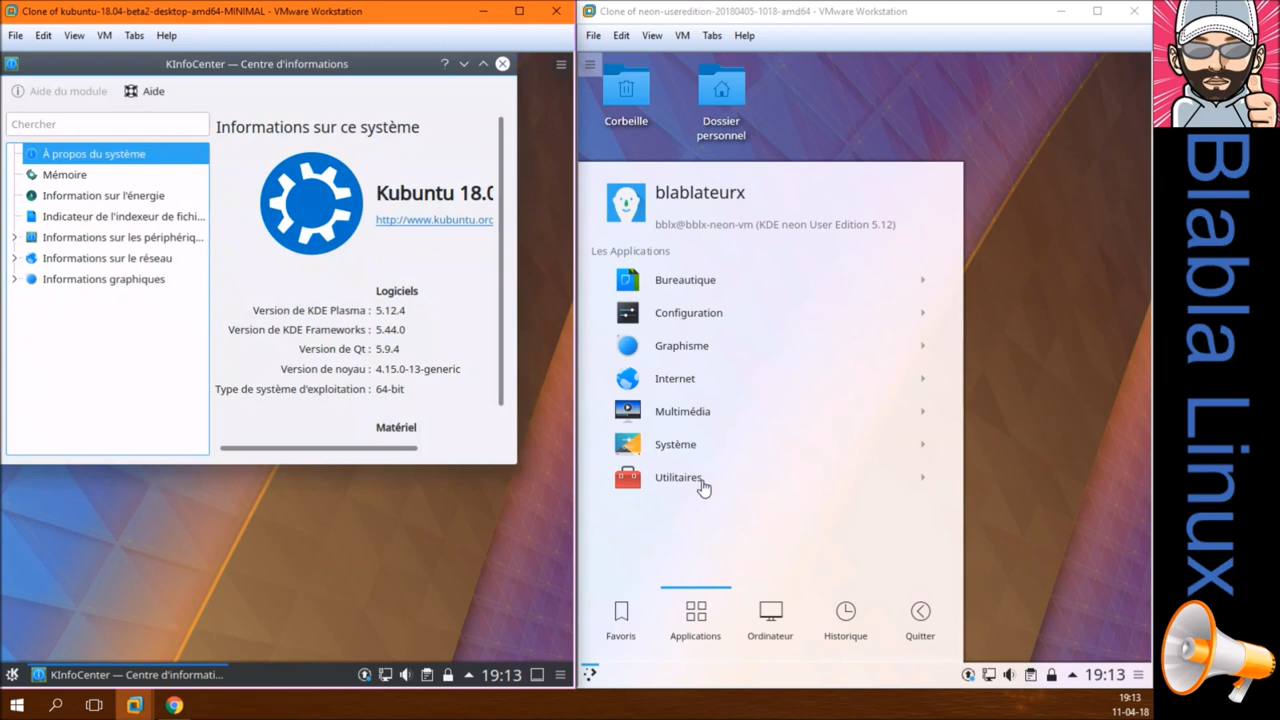 Clone of kubuntu-18.04-beta2-desktop-amd64-MINIMAL - VMware Workstation
File Edit View VM Tabs Help
KInfoCenter — Centre d'informations
Aide du module Aide
Chercher
À propos du système
Mémoire
Information sur l'énergie
Indicateur de l'indexeur de fichi...
Informations sur les périphériq...
Informations sur le réseau
Informations graphiques
Informations sur ce système
Kubuntu 18.0
http://www.kubuntu.org
Logiciels
Version de KDE Plasma : 5.12.4
Version de KDE Frameworks : 5.44.0
Version de Qt : 5.9.4
Version de noyau : 4.15.0-13-generic
Type de système d'exploitation : 64-bit
Matériel
KInfoCenter — Centre d'informati...
19:13
Clone of neon-useredition-20180405-1018-amd64 - VMware Workstation
File Edit View VM Tabs Help
Corbeille
Dossier
personnel
blablateurx
bblx@bblx-neon-vm (KDE neon User Edition 5.12)
Les Applications
Bureautique
Configuration
Graphisme
Internet
Multimédia
Système
Utilitaires
Favoris Applications Ordinateur Historique Quitter
19:13
Blabla Linux
19:13
11-04-18